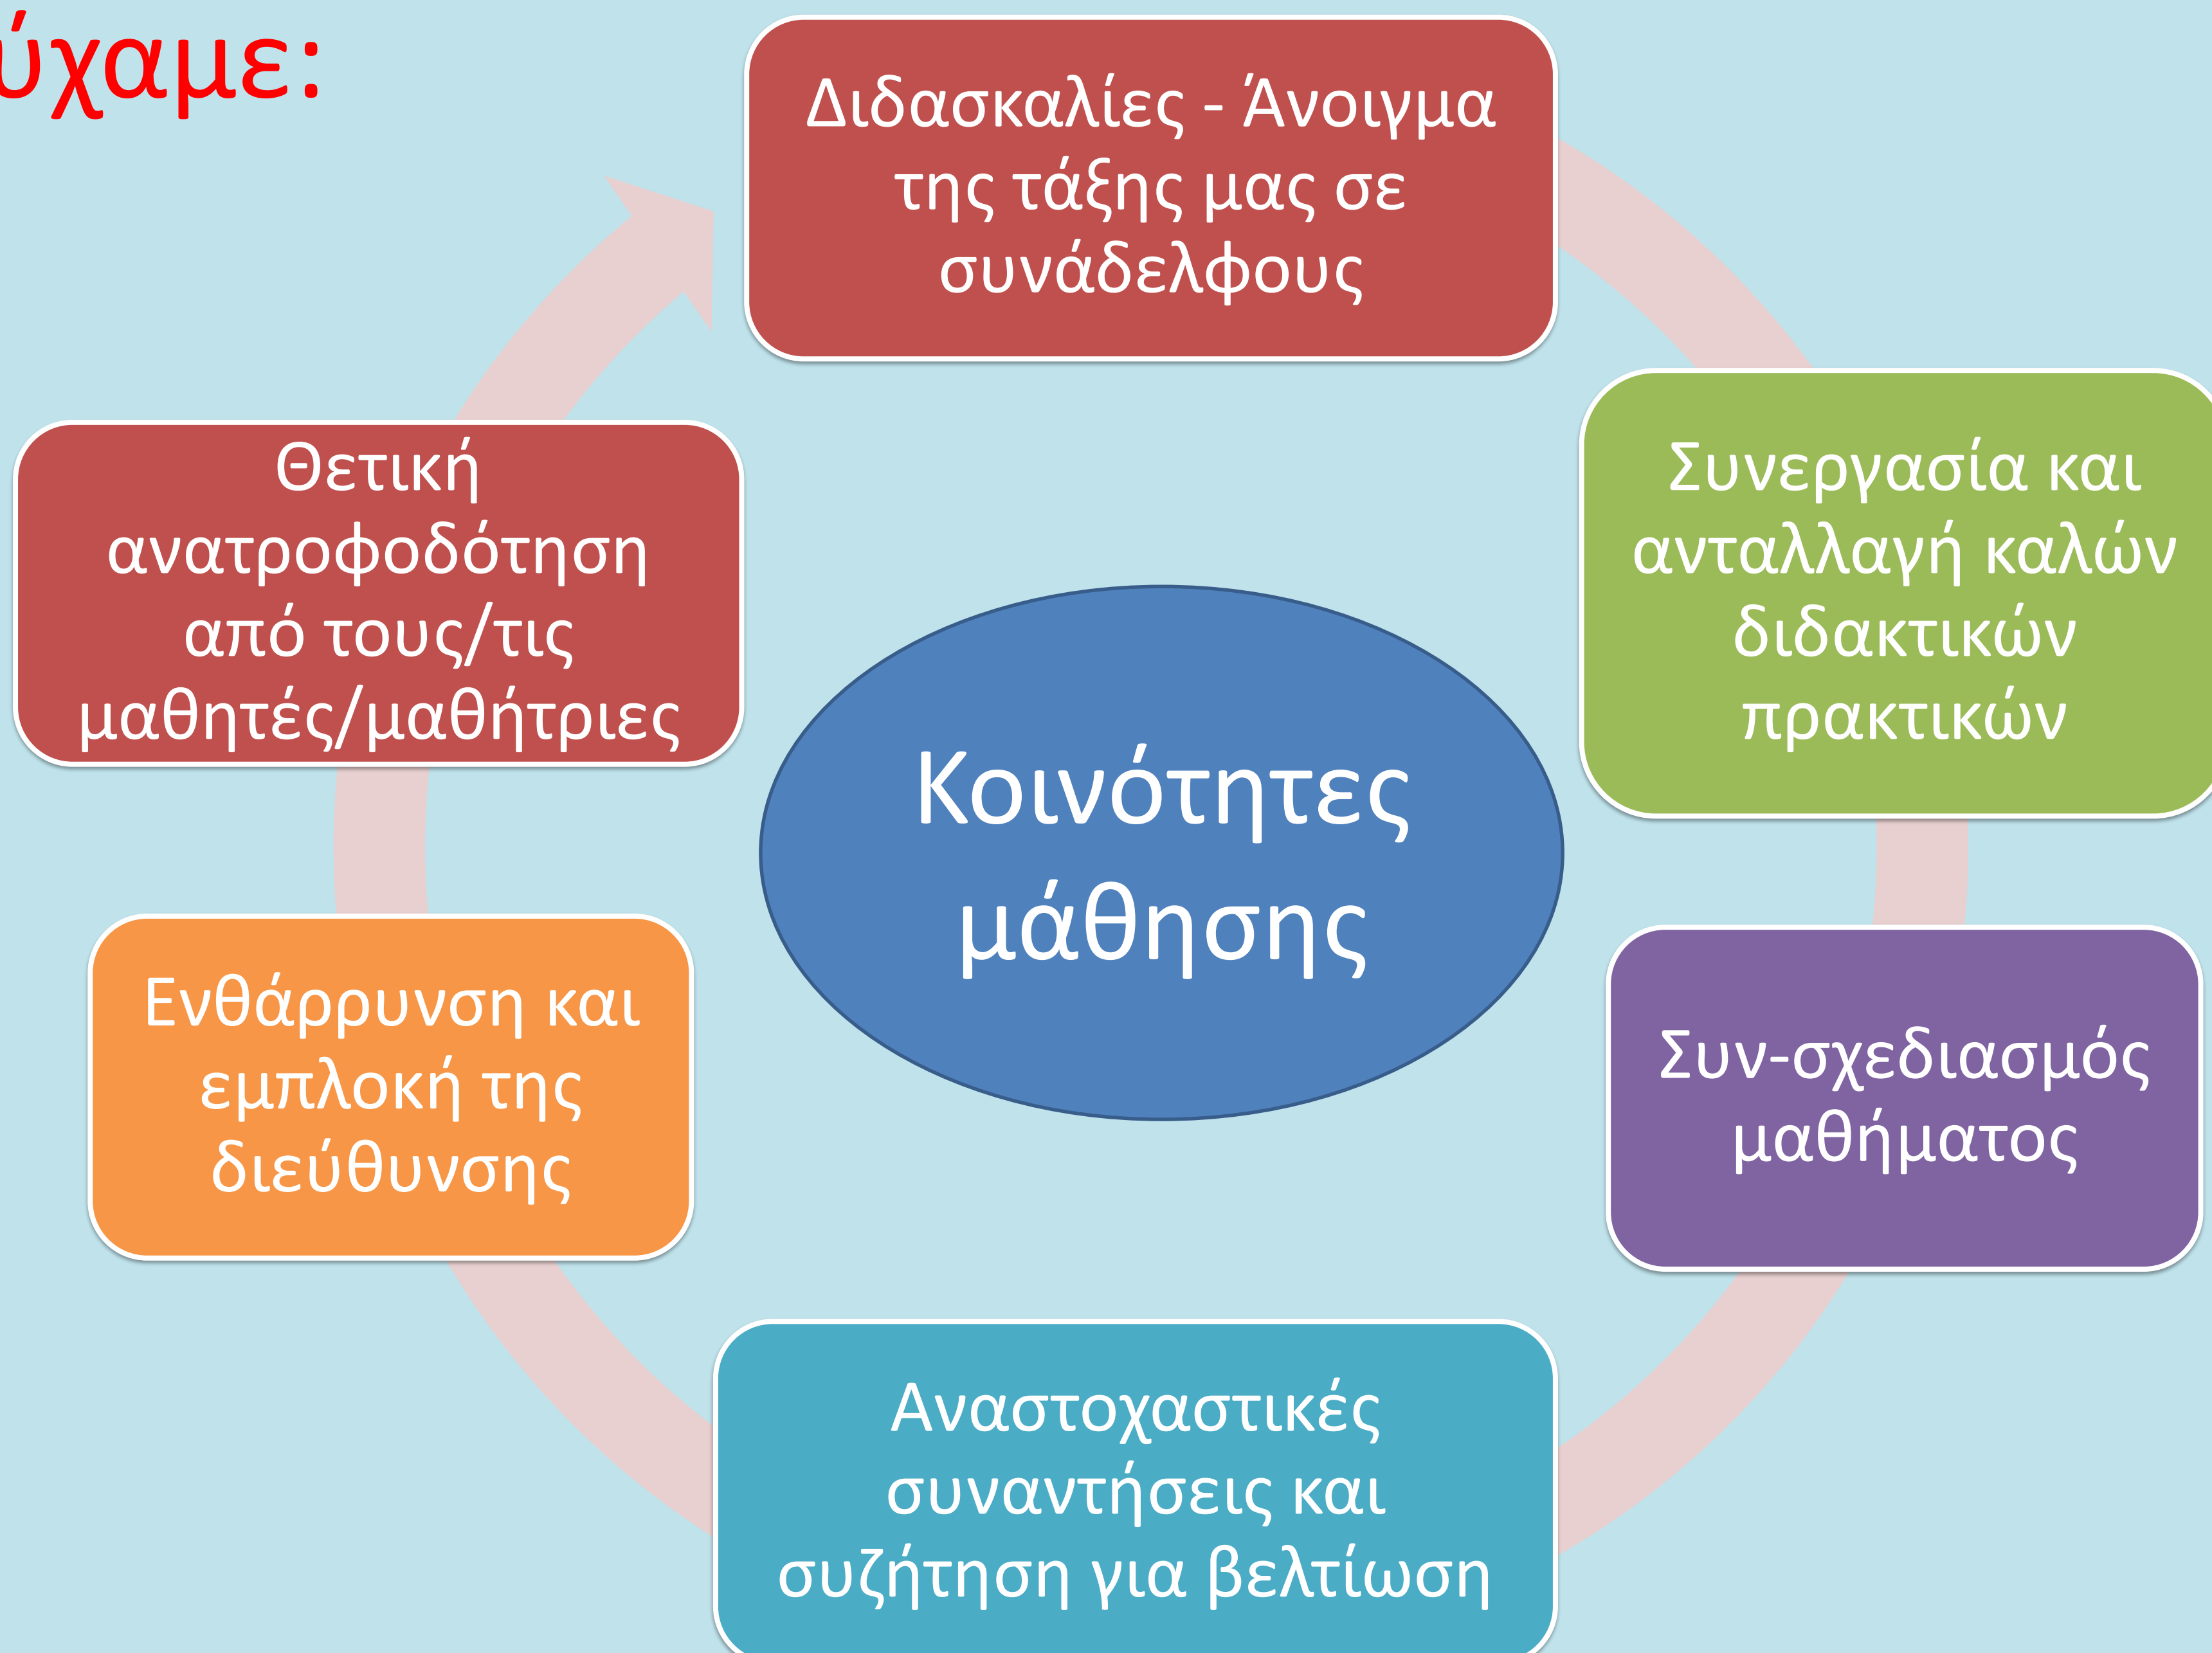 ύχαμε:
Διδασκαλίες - Άνοιγμα
της τάξης μας σε
συνάδελφους
Συνεργασία και
ανταλλαγή καλών
διδακτικών
πρακτικών
Συν-σχεδιασμός
μαθήματος
Αναστοχαστικές
συναντήσεις και
συζήτηση για βελτίωση
Ενθάρρυνση και
εμπλοκή της
διεύθυνσης
Θετική
ανατροφοδότηση
από τους/τις
μαθητές/μαθήτριες
Κοινότητες
μάθησης